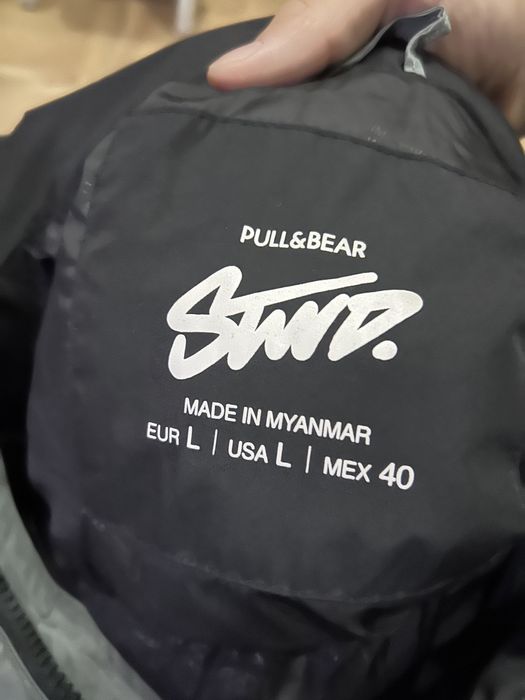 PULL&BEAR
STWD.
MADE IN MYANMAR
EUR L | USA L | MEX 40